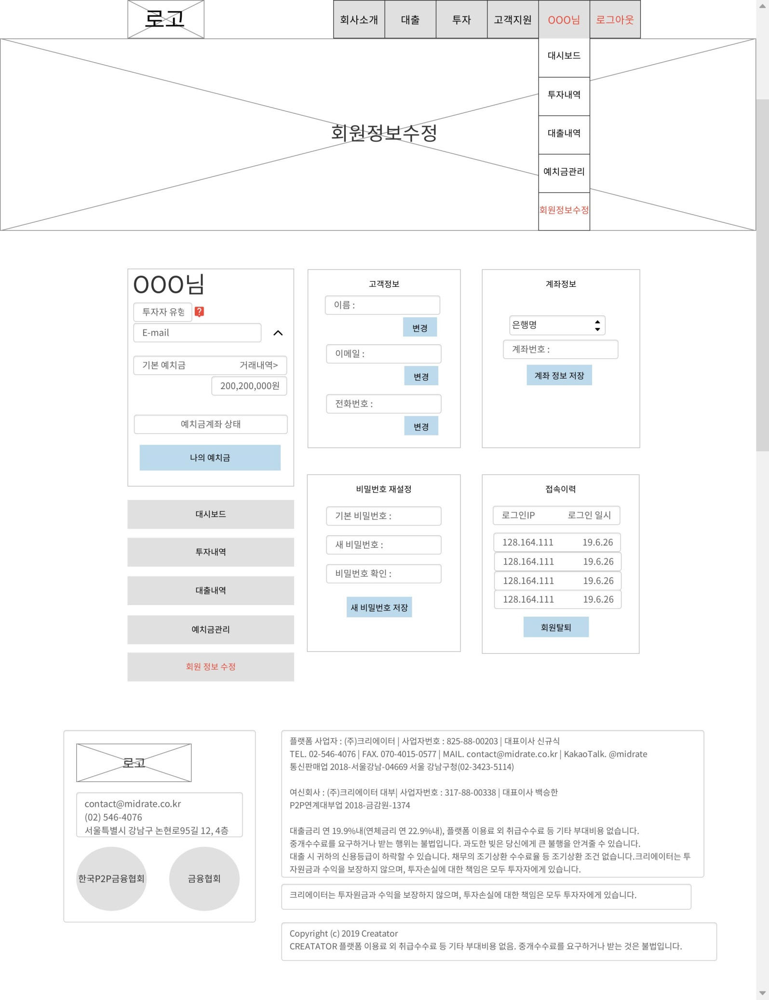 로고
회사소개 대출 투자 고객지원 OOO님 로그아웃
대시보드
투자내역
대출내역
예치금관리
회원정보수정
회원정보수정
OOO님
투자자 유형
?
E-mail
기본 예치금 거래내역>
200,200,000원
예치금계좌 상태
나의 예치금
대시보드
투자내역
대출내역
예치금관리
회원 정보 수정
고객정보
이름 :
변경
이메일 :
변경
전화번호 :
변경
계좌정보
은행명
계좌번호 :
계좌 정보 저장
비밀번호 재설정
기본 비밀번호 :
새 비밀번호 :
비밀번호 확인 :
새 비밀번호 저장
접속이력
로그인IP 로그인 일시
128.164.111 19.6.26
128.164.111 19.6.26
128.164.111 19.6.26
128.164.111 19.6.26
회원탈퇴
로고
contact@midrate.co.kr
(02) 546-4076
서울특별시 강남구 논현로95길 12, 4층
한국P2P금융협회
금융협회
플랫폼 사업자 : (주)크리에이터 | 사업자번호 : 825-88-00203 | 대표이사 신규식
TEL. 02-546-4076 | FAX. 070-4015-0577 | MAIL. contact@midrate.co.kr | KakaoTalk. @midrate
통신판매업 2018-서울강남-04669 서울 강남구청(02-3423-5114)
여신회사 : (주)크리에이터 대부| 사업자번호 : 317-88-00338 | 대표이사 백승한
P2P연계대부업 2018-금감원-1374
대출금리 연 19.9%내(연체금리 연 22.9%내), 플랫폼 이용료 외 취급수수료 등 기타 부대비용 없습니다.
중개수수료를 요구하거나 받는 행위는 불법입니다. 과도한 빚은 당신에게 큰 불행을 안겨줄 수 있습니다.
대출 시 귀하의 신용등급이 하락할 수 있습니다. 채무의 조기상환 수수료율 등 조기상환 조건 없습니다.크리에이터는 투
자원금과 수익을 보장하지 않으며, 투자손실에 대한 책임은 모두 투자자에게 있습니다.
크리에이터는 투자원금과 수익을 보장하지 않으며, 투자손실에 대한 책임은 모두 투자자에게 있습니다.
Copyright (c) 2019 Creatator
CREATATOR 플랫폼 이용료 외 취급수수료 등 기타 부대비용 없음. 중개수수료를 요구하거나 받는 것은 불법입니다.